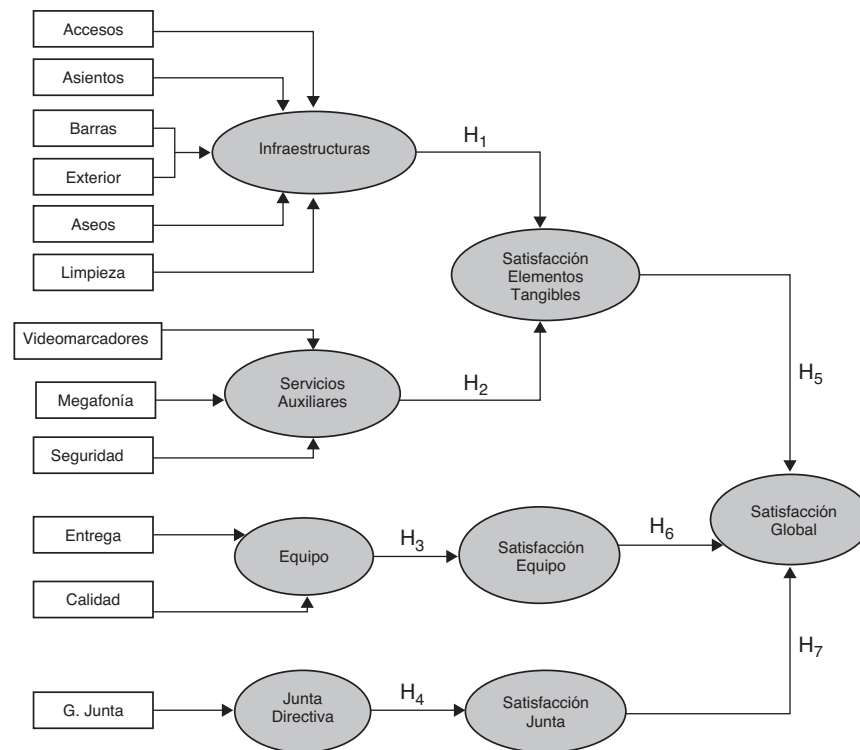 Accesos
Asientos
Barras
Exterior
Aseos
Limpieza
Infraestructuras
H1
Satisfacción
Elementos
Tangibles
Videomarcadores
Megafonía
Seguridad
Servicios
Auxiliares
H2
H5
Entrega
Calidad
Equipo
H3
Satisfacción
Equipo
H6
Satisfacción
Global
G. Junta
Junta
Directiva
H4
Satisfacción
Junta
H7